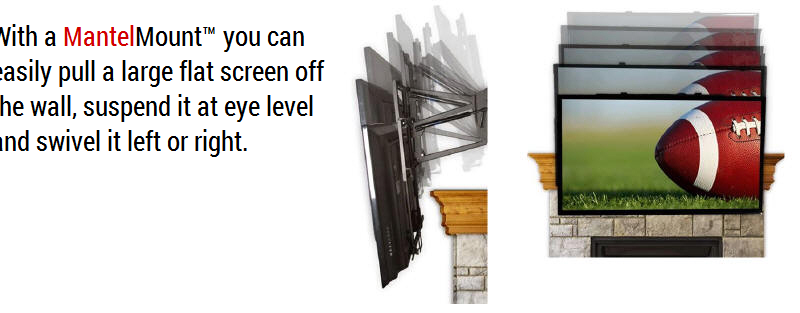 With a MantelMount™ you can
easily pull a large flat screen off
the wall, suspend it at eye level
and swivel it left or right.